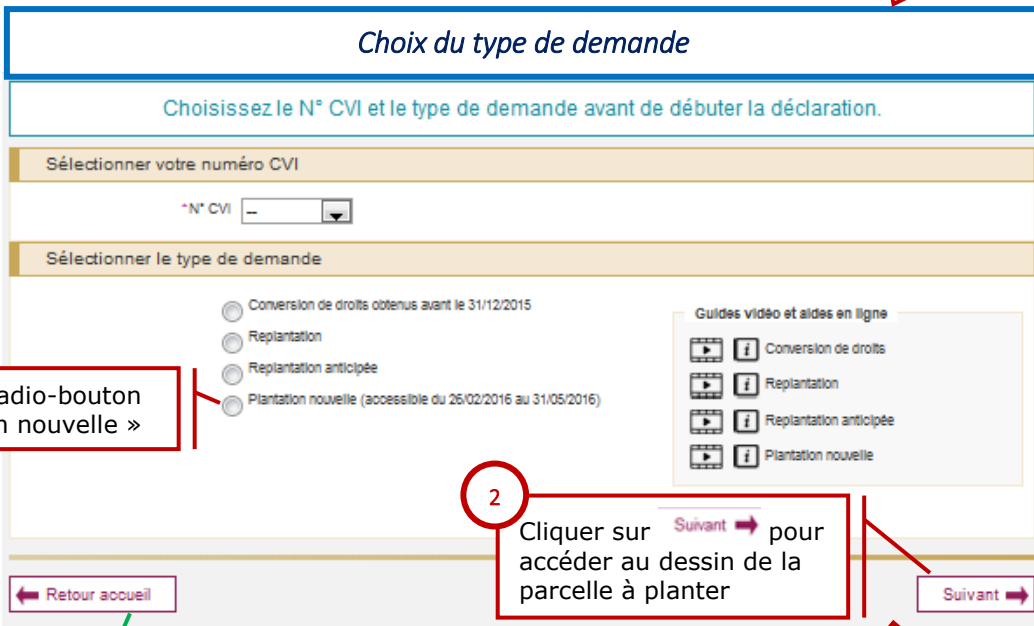 Choix du type de demande
Choisissez le N° CVI et le type de demande avant de débuter la déclaration.
Sélectionner votre numéro CVI
*N° CVI --
Sélectionner le type de demande
Conversion de droits obtenus avant le 31/12/2015
Replantation
Replantation anticipée
Plantation nouvelle (accessible du 26/02/2016 au 31/05/2016)
Guides vidéo et aides en ligne
i Conversion de droits
i Replantation
i Replantation anticipée
i Plantation nouvelle
adio-bouton
n nouvelle »
2
Cliquer sur Suivant pour
accéder au dessin de la
parcelle à planter
Retour accueil
Suivant